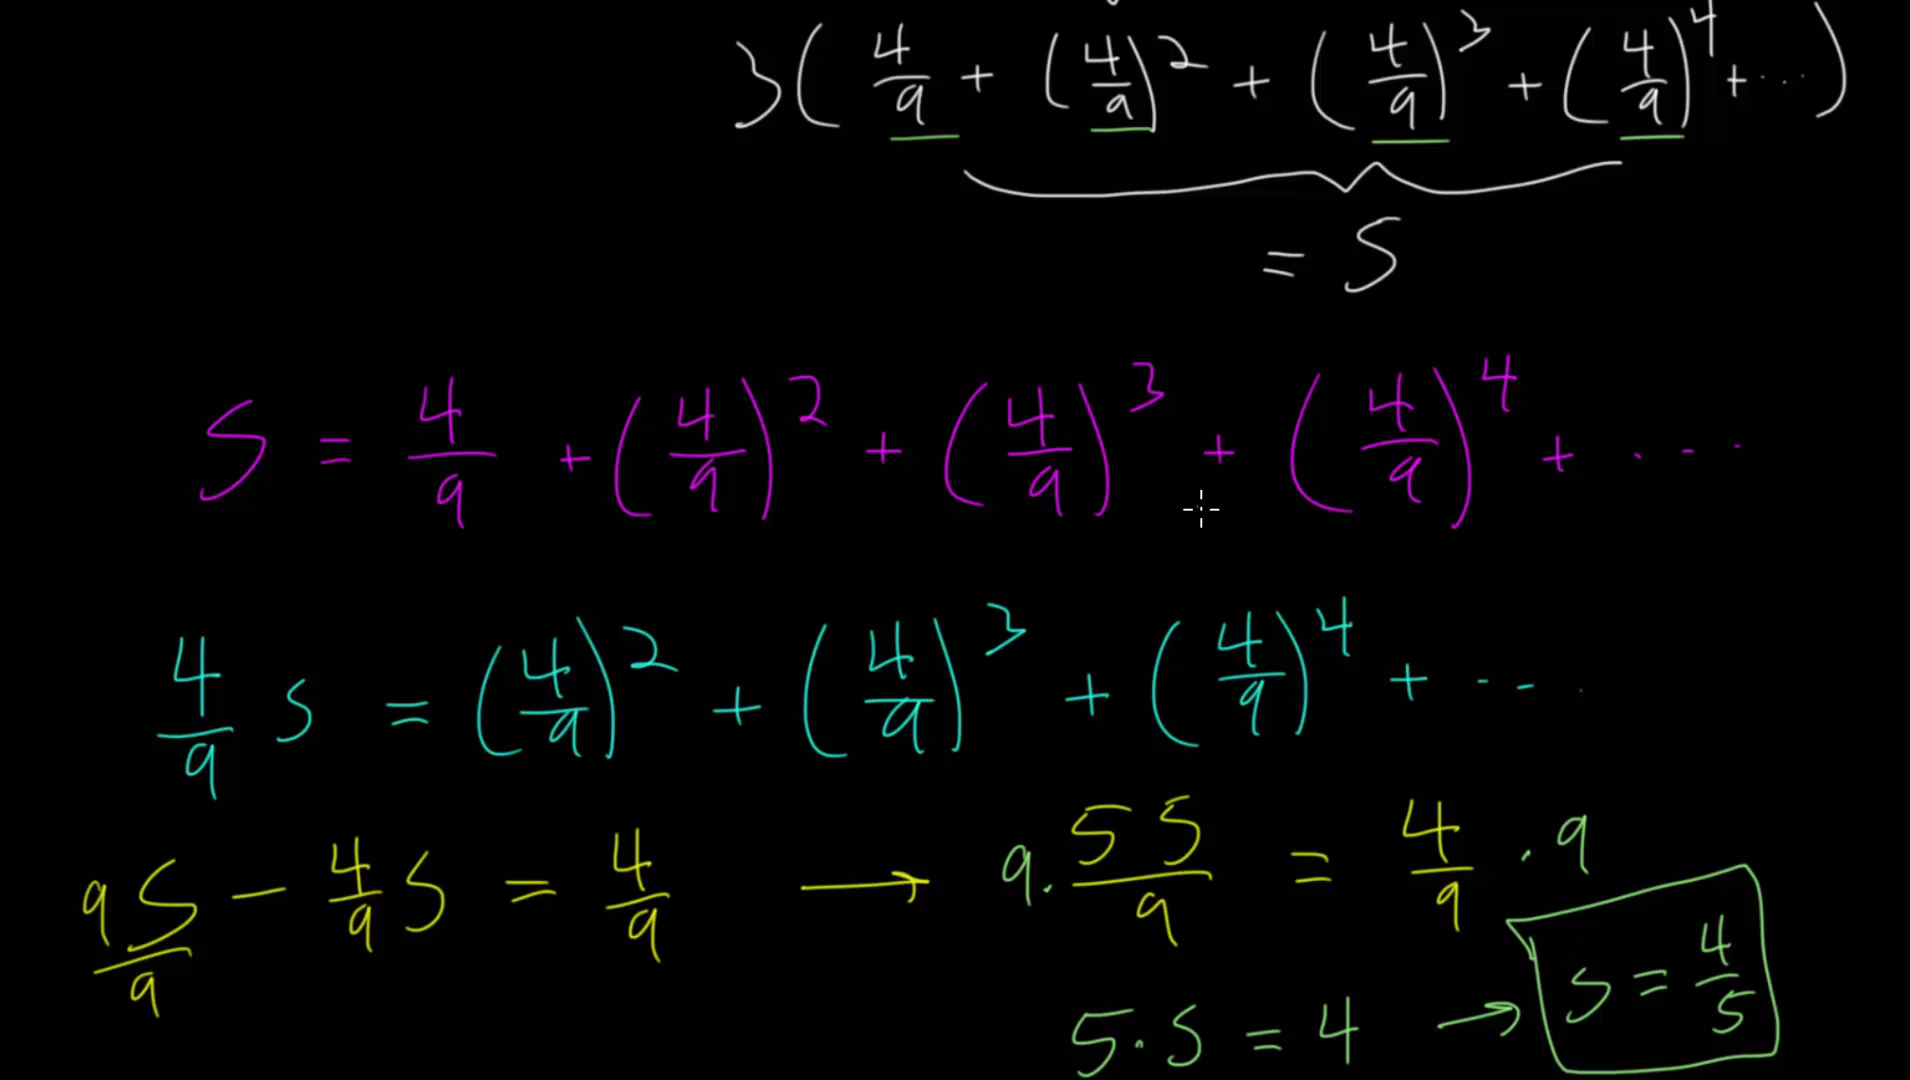 3(4/9 + (4/9)^2 + (4/9)^3 + (4/9)^4 + ...)
= S
S = 4/9 + (4/9)^2 + (4/9)^3 + (4/9)^4 + ...
4/9 S = (4/9)^2 + (4/9)^3 + (4/9)^4 + ...
9S/9 - 4/9 S = 4/9 → 9 · 5S/9 = 4/9 · 9
5 · S = 4 → S = 4/5